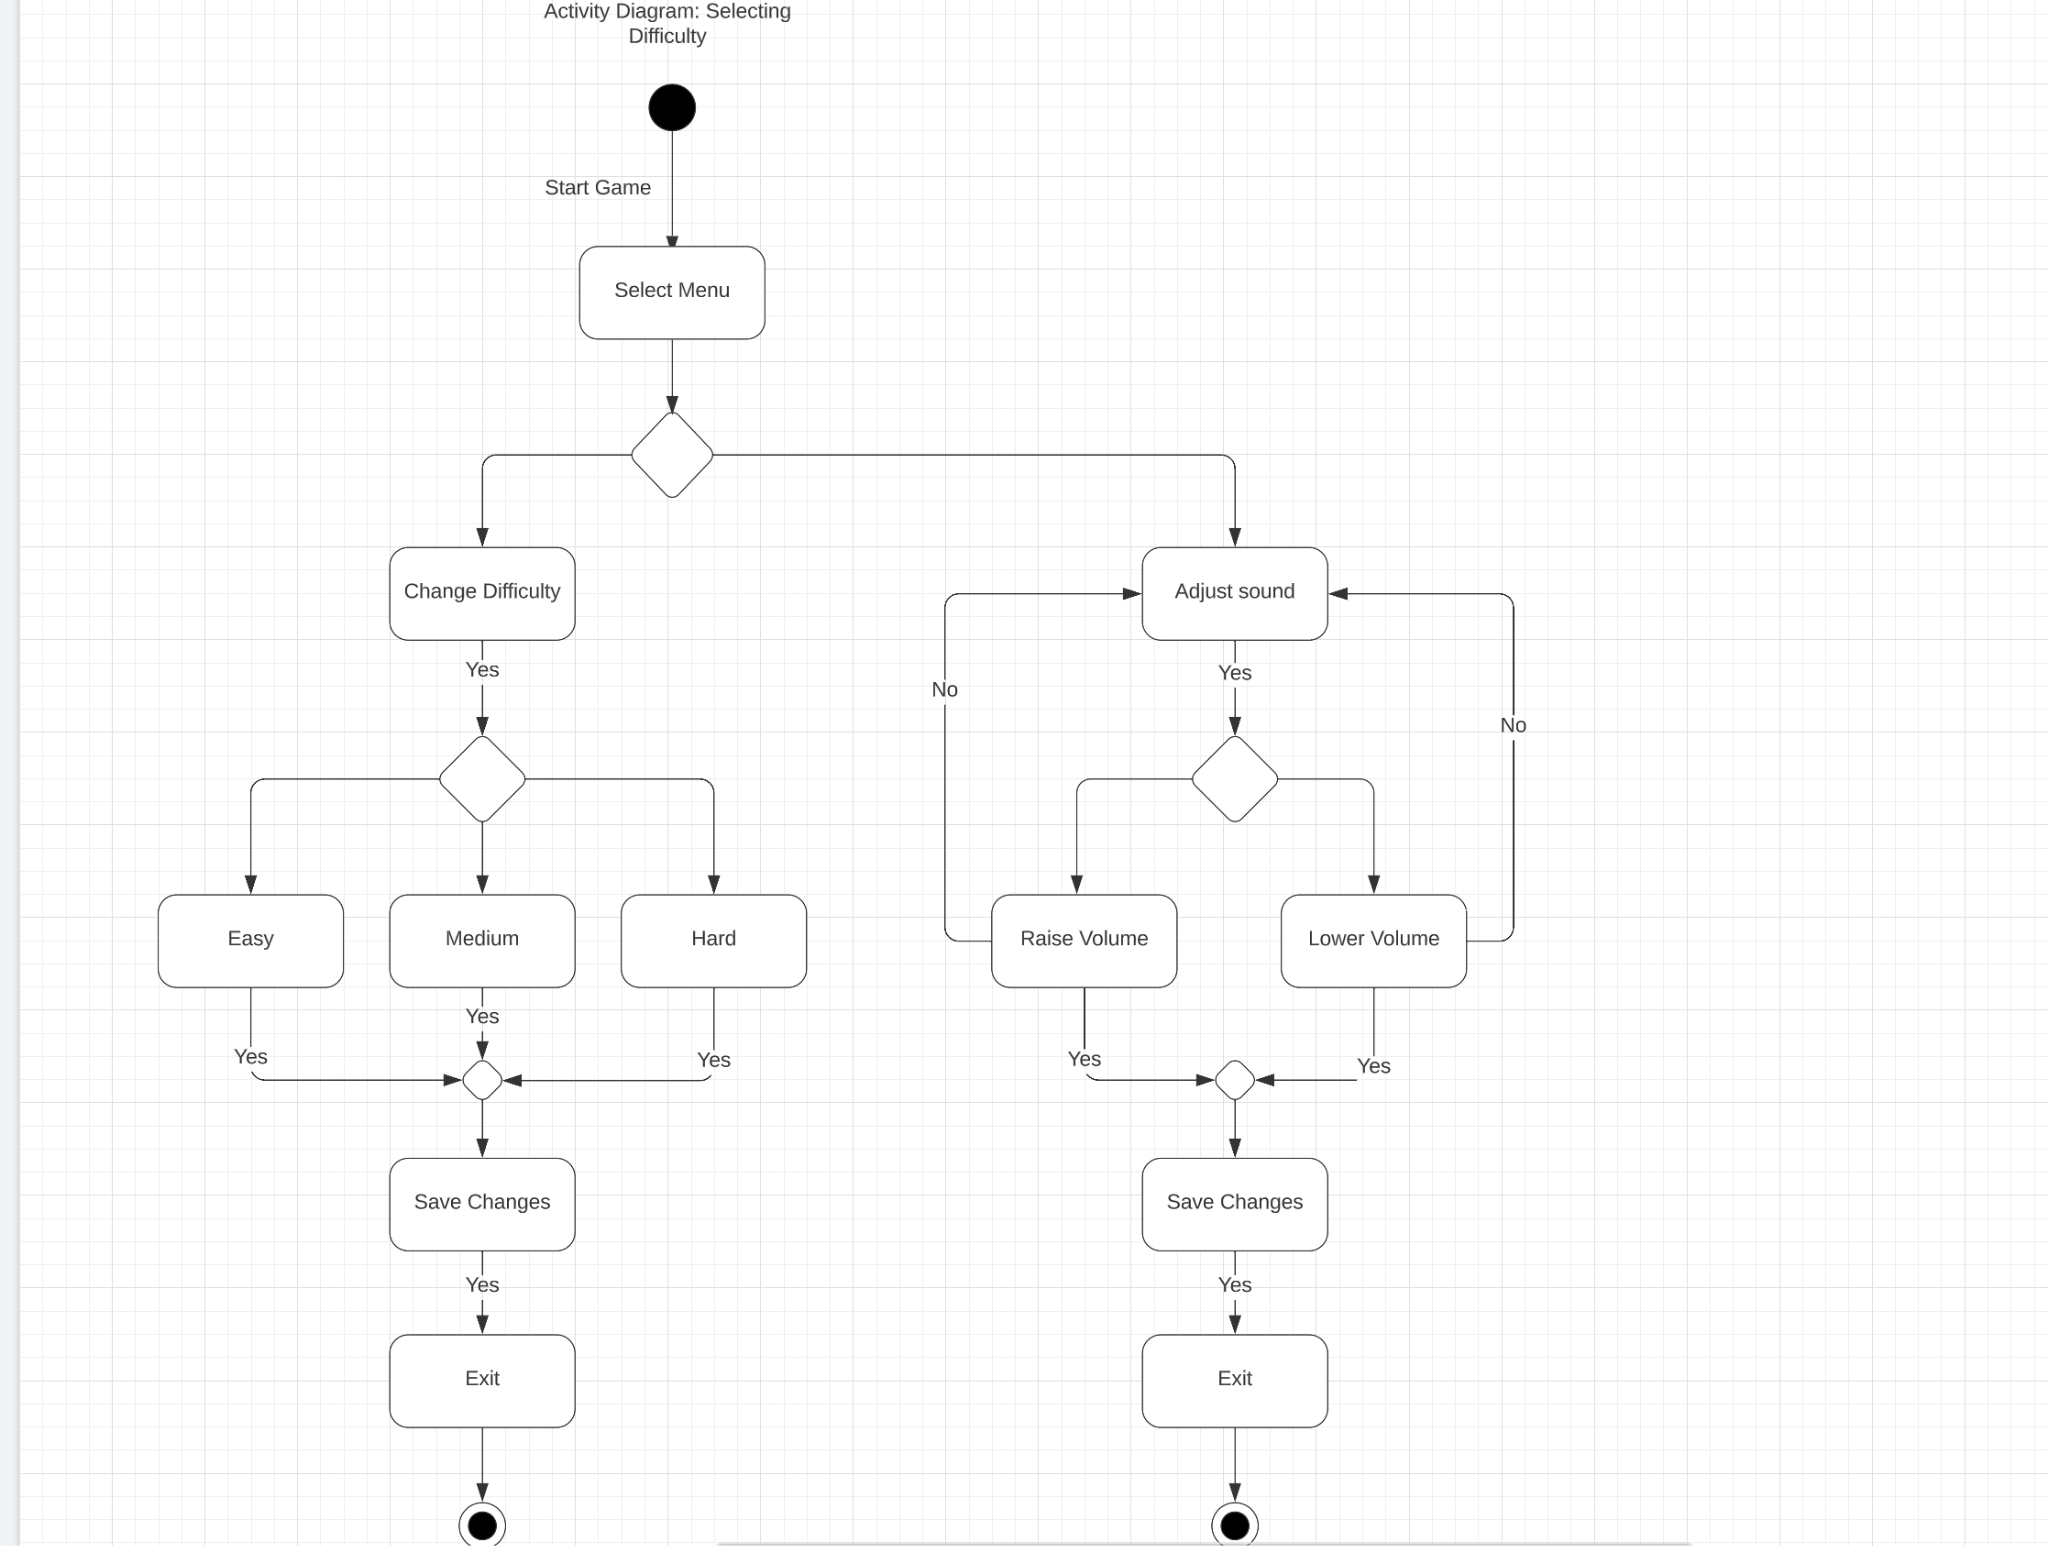 Activity Diagram: Selecting
Difficulty
Start Game
Select Menu
Change Difficulty
Adjust sound
Yes
Yes
No
No
Easy
Medium
Hard
Raise Volume
Lower Volume
Yes
Yes
Yes
Yes
Yes
Save Changes
Save Changes
Yes
Yes
Exit
Exit